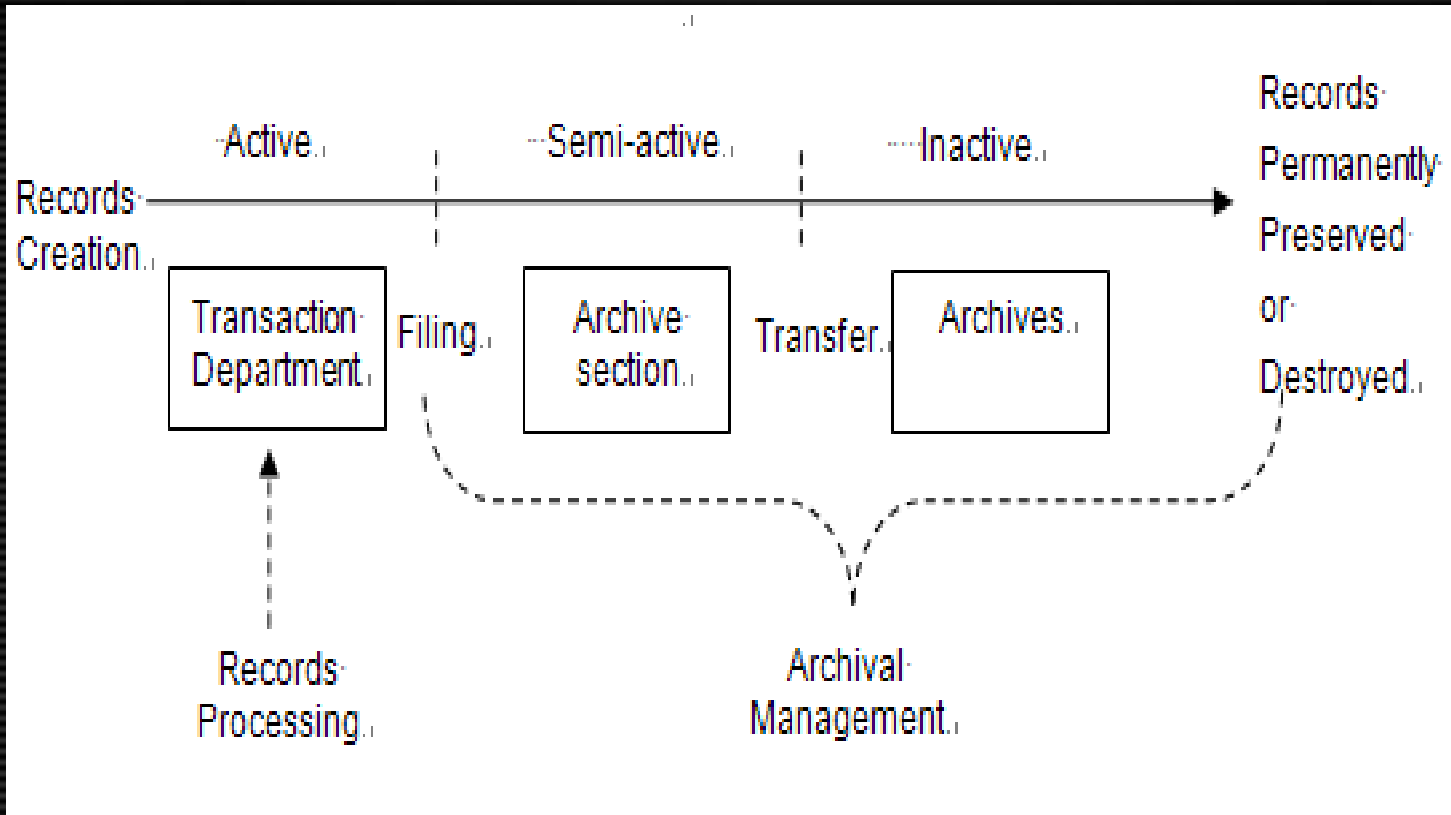 Active.
Semi-active.
Inactive.
Records
Creation.
Records
Permanently
Preserved
or
Destroyed.
Transaction
Department.
Filing.
Archive
section.
Transfer.
Archives.
Records
Processing.
Archival
Management.